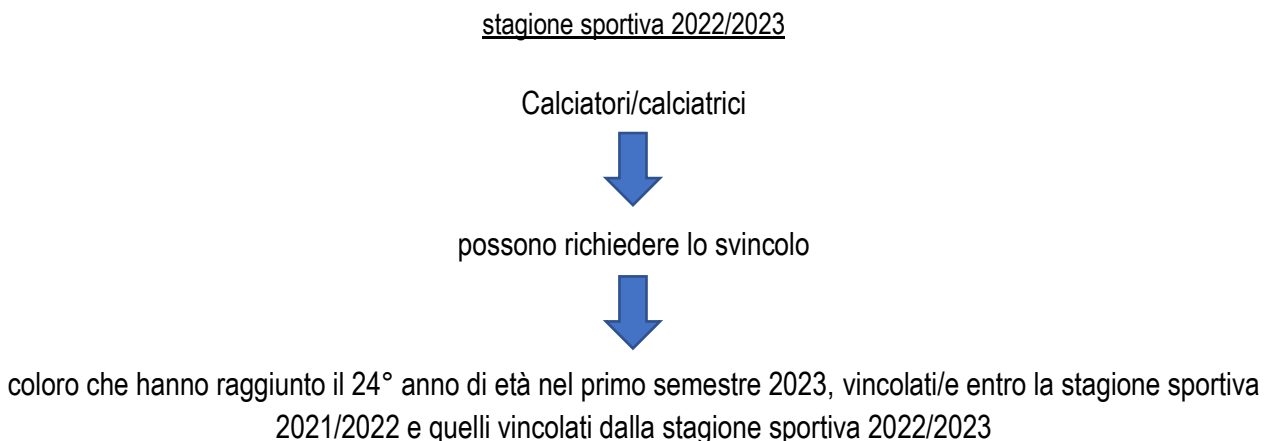 stagione sportiva 2022/2023
Calciatori/calciatrici
possono richiedere lo svincolo
coloro che hanno raggiunto il 24° anno di età nel primo semestre 2023, vincolati/e entro la stagione sportiva
2021/2022 e quelli vincolati dalla stagione sportiva 2022/2023